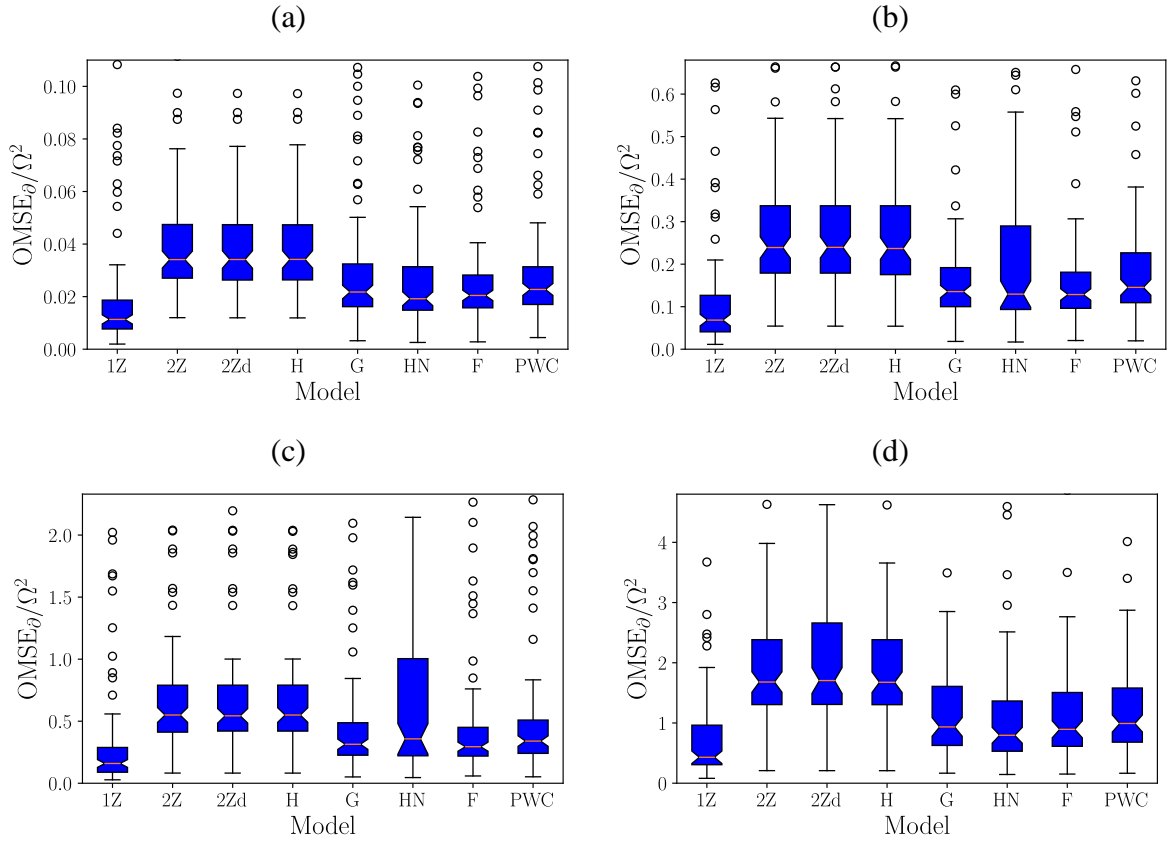 (a)
0.10
0.08
0.06
0.04
0.02
0.00
OMSE∂/Ω²
1Z 2Z 2Zd H G HN F PWC
Model
(b)
0.6
0.5
0.4
0.3
0.2
0.1
0.0
OMSE∂/Ω²
1Z 2Z 2Zd H G HN F PWC
Model
(c)
2.0
1.5
1.0
0.5
0.0
OMSE∂/Ω²
1Z 2Z 2Zd H G HN F PWC
Model
(d)
4
3
2
1
0
OMSE∂/Ω²
1Z 2Z 2Zd H G HN F PWC
Model